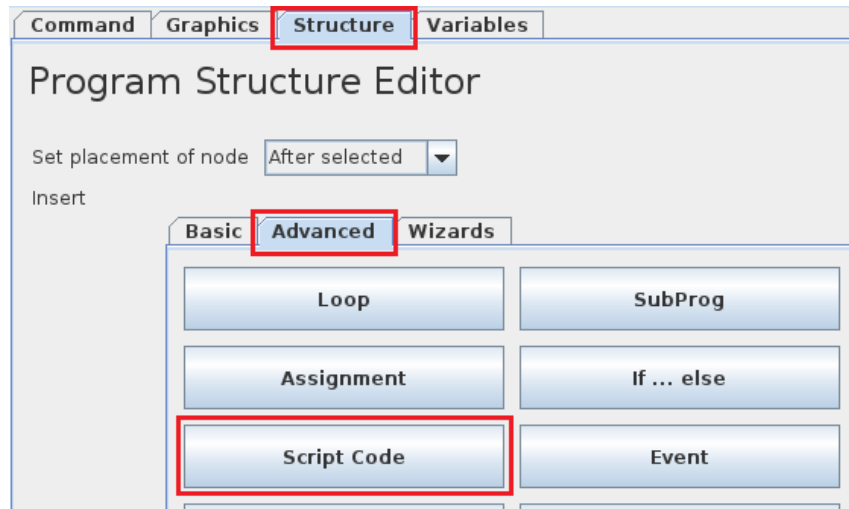 Command Graphics Structure Variables
Program Structure Editor
Set placement of node After selected
Insert
Basic Advanced Wizards
Loop SubProg
Assignment If ... else
Script Code Event